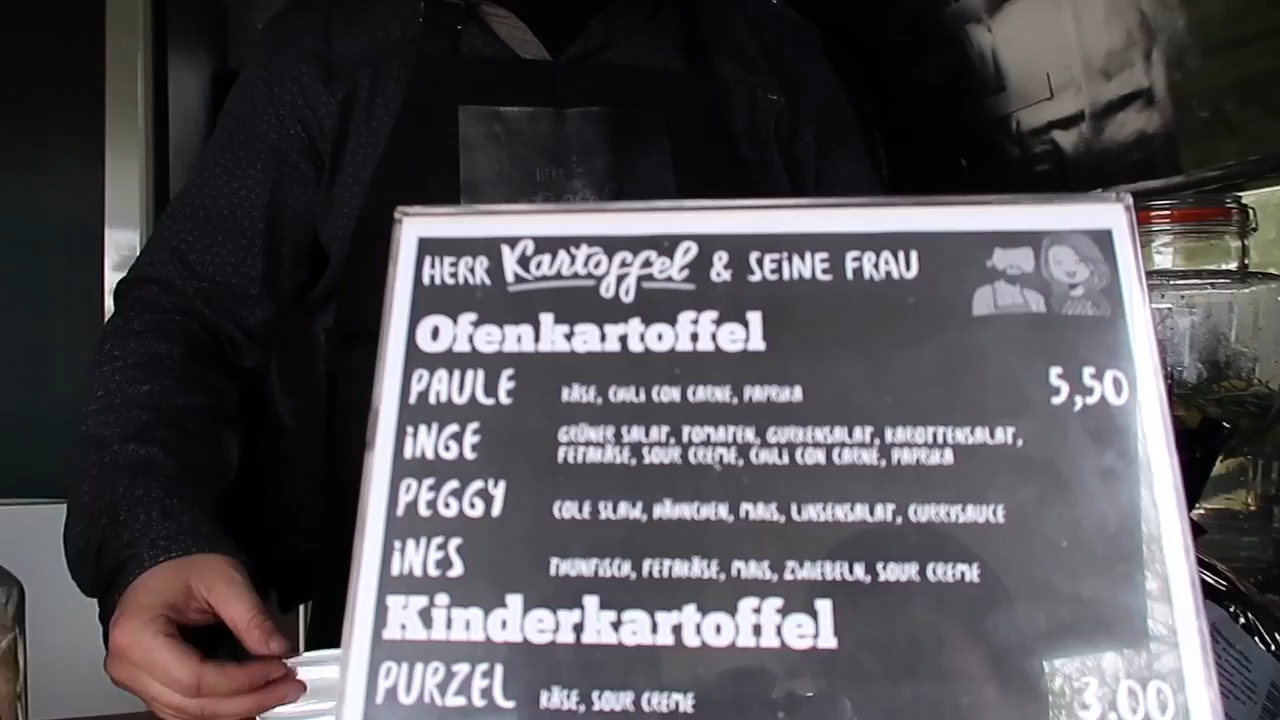 HERR
HERR Kartoffel & SEiNE FRAU
Ofenkartoffel
PAULE KÄSE, CHILI CON CARNE, PAPRIKA 5,50
iNGE GRÜNER SALAT, TOMATEN, GURKENSALAT, KAROTTENSALAT,
FETAKÄSE, SOUR CREME, CHILI CON CARNE, PAPRIKA
PEGGY COLE SLAW, HÄHNCHEN, MAIS, LINSENSALAT, CURRYSAUCE
iNES THUNFISCH, FETAKÄSE, MAIS, ZWIEBELN, SOUR CREME
Kinderkartoffel
PURZEL KÄSE, SOUR CREME 3,00